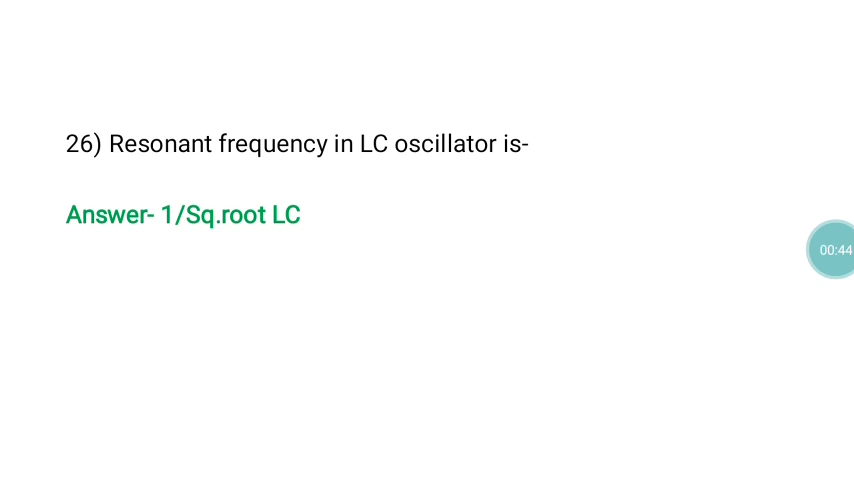 26) Resonant frequency in LC oscillator is-
Answer- 1/Sq.root LC
00:44